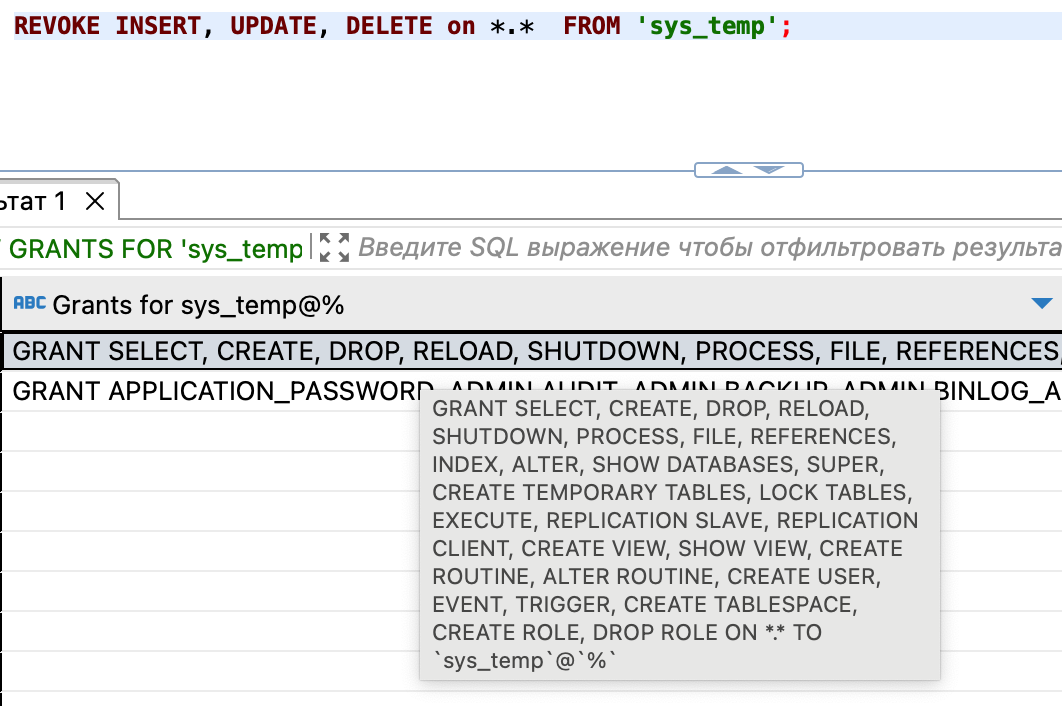 REVOKE INSERT, UPDATE, DELETE on *.*  FROM 'sys_temp';
ьтат 1
GRANTS FOR 'sys_temp
Введите SQL выражение чтобы отфильтровать результа
ABC Grants for sys_temp@%
GRANT SELECT, CREATE, DROP, RELOAD, SHUTDOWN, PROCESS, FILE, REFERENCES,
GRANT APPLICATION_PASSWORD_ADMIN,AUDIT_ADMIN,BACKUP_ADMIN,BINLOG_A
GRANT SELECT, CREATE, DROP, RELOAD,
SHUTDOWN, PROCESS, FILE, REFERENCES,
INDEX, ALTER, SHOW DATABASES, SUPER,
CREATE TEMPORARY TABLES, LOCK TABLES,
EXECUTE, REPLICATION SLAVE, REPLICATION
CLIENT, CREATE VIEW, SHOW VIEW, CREATE
ROUTINE, ALTER ROUTINE, CREATE USER,
EVENT, TRIGGER, CREATE TABLESPACE,
CREATE ROLE, DROP ROLE ON *.* TO
`sys_temp`@`%`